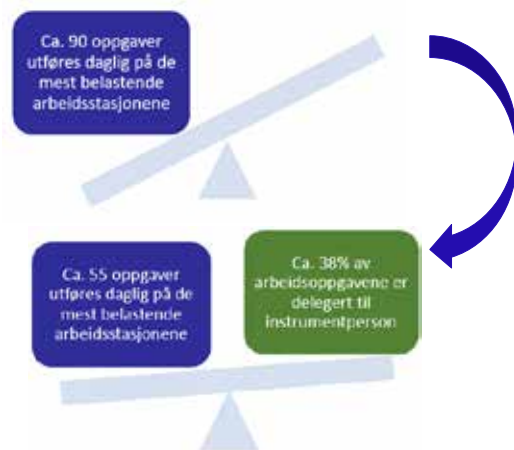 Ca. 90 oppgaver
utføres daglig på de
mest belastende
arbeidsstasjonene
Ca. 55 oppgaver
utføres daglig på de
mest belastende
arbeidsstasjonene
Ca. 38% av
arbeidsoppgavene er
delegert til
instrumentperson